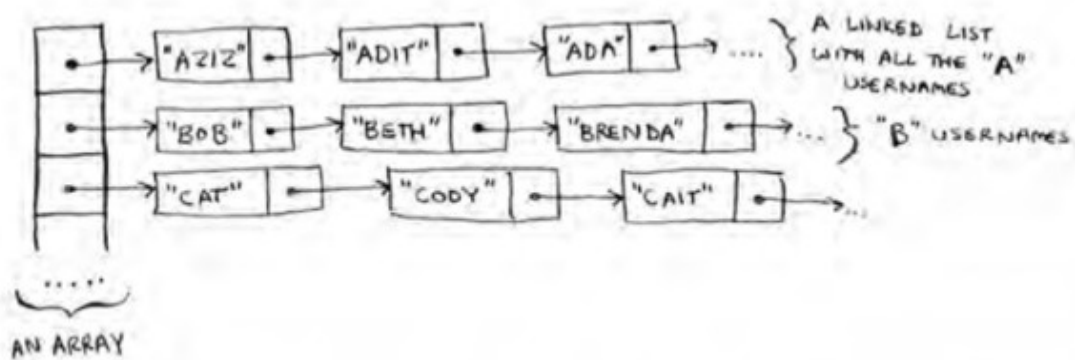 "AZIZ" "ADIT" "ADA" ....
A LINKED LIST
WITH ALL THE "A"
USERNAMES
"BOB" "BETH" "BRENDA" ... "B" USERNAMES
"CAT" "CODY" "CAIT" ...
.....
AN ARRAY